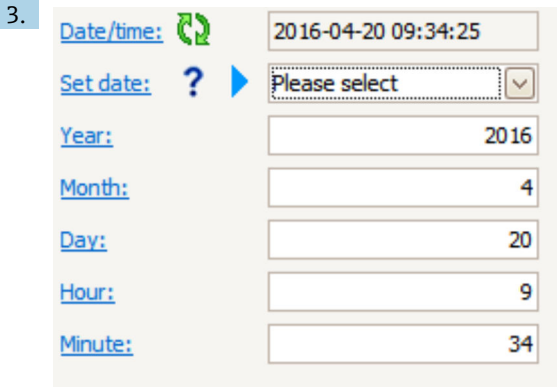 3.
Date/time: 2016-04-20 09:34:25
Set date: ? Please select
Year: 2016
Month: 4
Day: 20
Hour: 9
Minute: 34